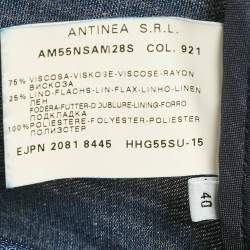 ANTINEA S.R.L.
AM55NSAM28S COL. 921
75% VISCOSA-VISKOSE-VISCOSE-RAYON
ВИСКОЗА
25% LINO-FLACHS-LIN-FLAX-LINHO-LINEN
ЛЕН
FODERA-FUTTER-DOUBLURE-LINING-FORRO
ПОДКЛАДКА
100% POLIESTERE-POLYESTER-POLYESTER
ПОЛИЭСТЕР
EJPN 2081 8445 HHG55SU-15
40